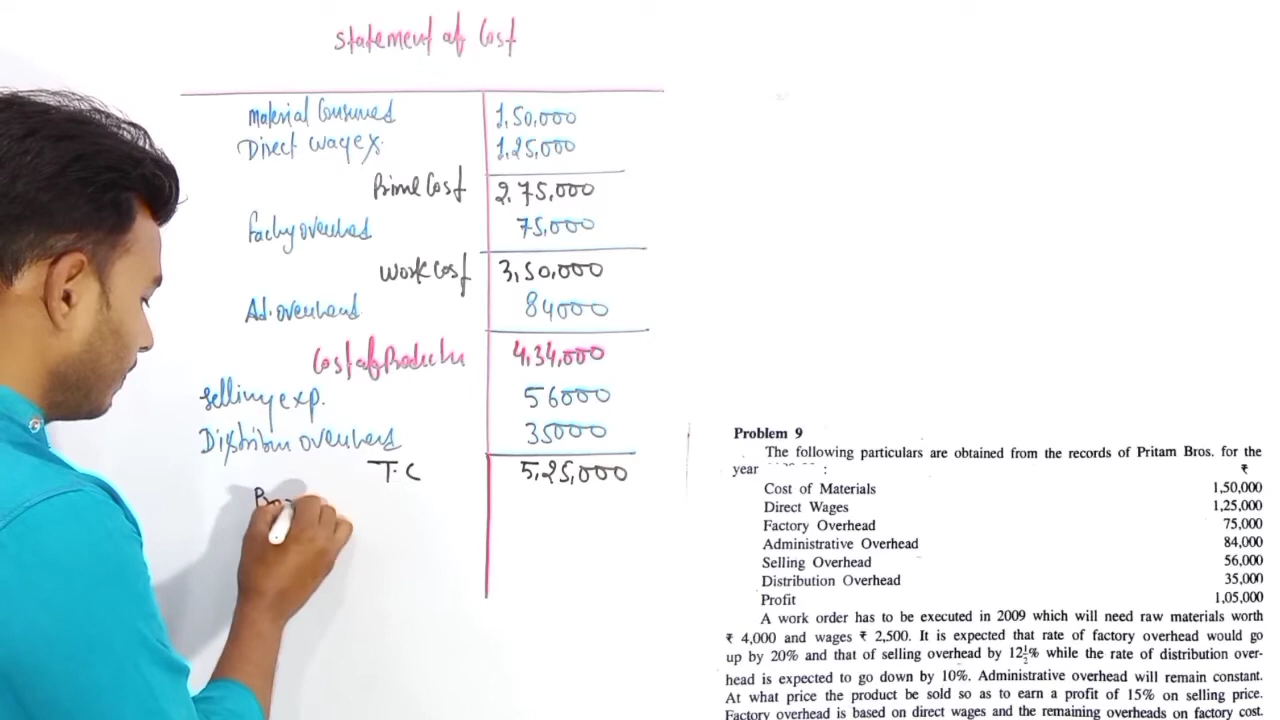 Statement of Cost
Material Consumed 1,50,000
Direct wages. 1,25,000
Prime Cost 2,75,000
Factory overhead 75,000
Work Cost 3,50,000
Ad. overhead 84000
Cost of Production 4,34,000
Selling exp. 56000
Distribution overhead 35000
T.C 5,25,000
Problem 9
The following particulars are obtained from the records of Pritam Bros. for the
year :
₹
Cost of Materials 1,50,000
Direct Wages 1,25,000
Factory Overhead 75,000
Administrative Overhead 84,000
Selling Overhead 56,000
Distribution Overhead 35,000
Profit 1,05,000
A work order has to be executed in 2009 which will need raw materials worth
₹ 4,000 and wages ₹ 2,500. It is expected that rate of factory overhead would go
up by 20% and that of selling overhead by 12½% while the rate of distribution over-
head is expected to go down by 10%. Administrative overhead will remain constant.
At what price the product be sold so as to earn a profit of 15% on selling price.
Factory overhead is based on direct wages and the remaining overheads on factory cost.